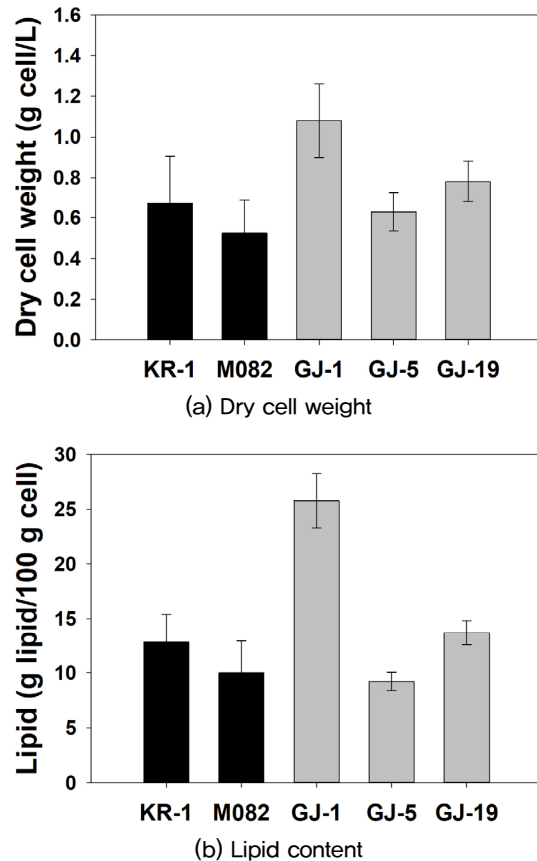 Dry cell weight (g cell/L)
1.6
1.4
1.2
1.0
0.8
0.6
0.4
0.2
0.0
KR-1 M082 GJ-1 GJ-5 GJ-19
(a) Dry cell weight
Lipid (g lipid/100 g cell)
30
25
20
15
10
5
0
KR-1 M082 GJ-1 GJ-5 GJ-19
(b) Lipid content